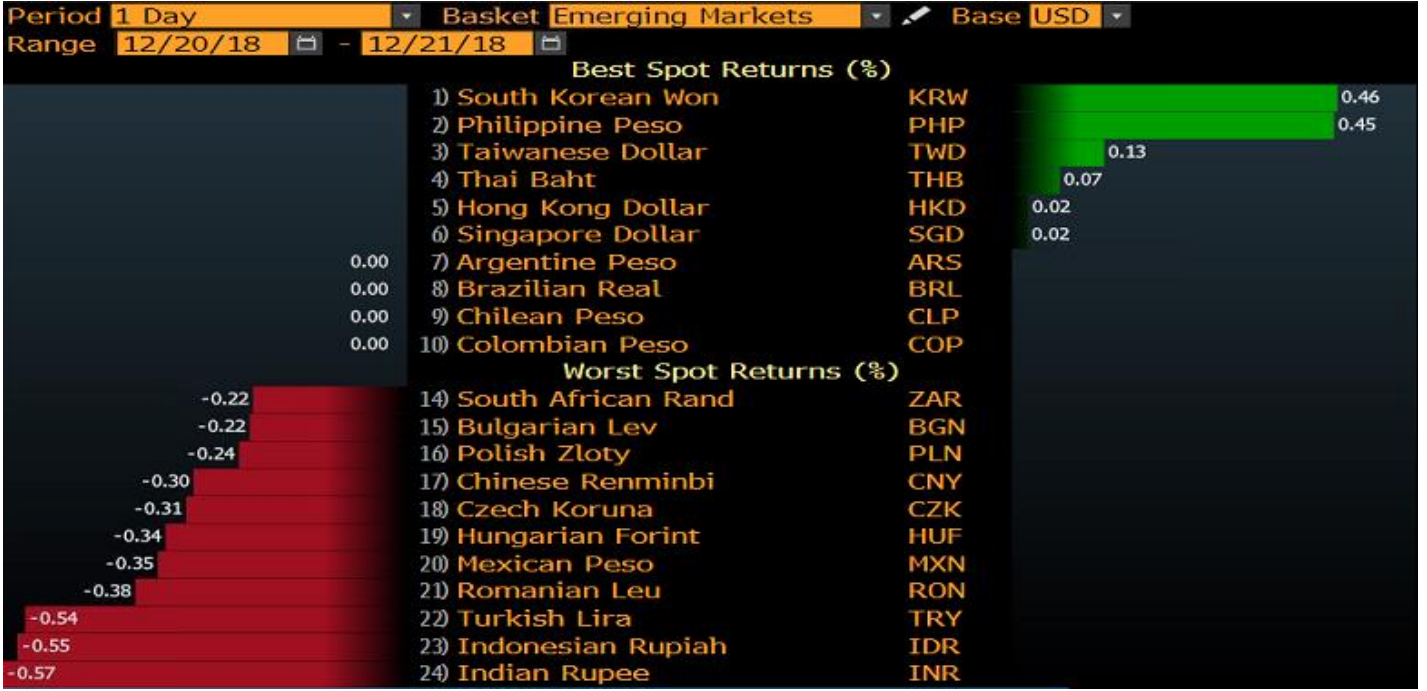 Period 1 Day Basket Emerging Markets Base USD
Range 12/20/18 - 12/21/18
Best Spot Returns (%)
1) South Korean Won KRW 0.46
2) Philippine Peso PHP 0.45
3) Taiwanese Dollar TWD 0.13
4) Thai Baht THB 0.07
5) Hong Kong Dollar HKD 0.02
6) Singapore Dollar SGD 0.02
0.00 7) Argentine Peso ARS
0.00 8) Brazilian Real BRL
0.00 9) Chilean Peso CLP
0.00 10) Colombian Peso COP
Worst Spot Returns (%)
-0.22 14) South African Rand ZAR
-0.22 15) Bulgarian Lev BGN
-0.24 16) Polish Zloty PLN
-0.30 17) Chinese Renminbi CNY
-0.31 18) Czech Koruna CZK
-0.34 19) Hungarian Forint HUF
-0.35 20) Mexican Peso MXN
-0.38 21) Romanian Leu RON
-0.54 22) Turkish Lira TRY
-0.55 23) Indonesian Rupiah IDR
-0.57 24) Indian Rupee INR